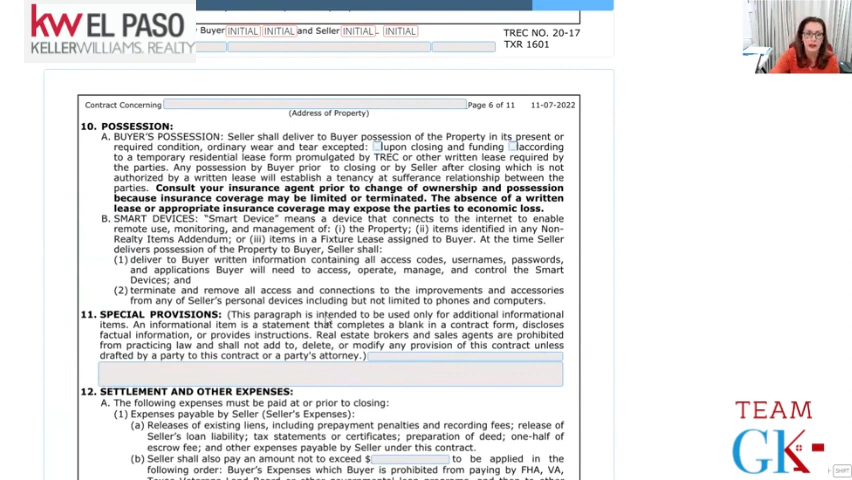 kw EL PASO
KELLERWILLIAMS. REALTY
Buyer INITIAL INITIAL and Seller INITIAL INITIAL
TREC NO. 20-17
TXR 1601
Contract Concerning Page 6 of 11 11-07-2022
(Address of Property)
10. POSSESSION:
A. BUYER'S POSSESSION: Seller shall deliver to Buyer possession of the Property in its present or
required condition, ordinary wear and tear excepted: upon closing and funding according
to a temporary residential lease form promulgated by TREC or other written lease required by
the parties. Any possession by Buyer prior to closing or by Seller after closing which is not
authorized by a written lease will establish a tenancy at sufferance relationship between the
parties. Consult your insurance agent prior to change of ownership and possession
because insurance coverage may be limited or terminated. The absence of a written
lease or appropriate insurance coverage may expose the parties to economic loss.
B. SMART DEVICES: "Smart Device" means a device that connects to the internet to enable
remote use, monitoring, and management of: (i) the Property; (ii) items identified in any Non-
Realty Items Addendum; or (iii) items in a Fixture Lease assigned to Buyer. At the time Seller
delivers possession of the Property to Buyer, Seller shall:
(1) deliver to Buyer written information containing all access codes, usernames, passwords,
and applications Buyer will need to access, operate, manage, and control the Smart
Devices; and
(2) terminate and remove all access and connections to the improvements and accessories
from any of Seller's personal devices including but not limited to phones and computers.
11. SPECIAL PROVISIONS: (This paragraph is intended to be used only for additional informational
items. An informational item is a statement that completes a blank in a contract form, discloses
factual information, or provides instructions. Real estate brokers and sales agents are prohibited
from practicing law and shall not add to, delete, or modify any provision of this contract unless
drafted by a party to this contract or a party's attorney.)
12. SETTLEMENT AND OTHER EXPENSES:
A. The following expenses must be paid at or prior to closing:
(1) Expenses payable by Seller (Seller's Expenses):
(a) Releases of existing liens, including prepayment penalties and recording fees; release of
Seller's loan liability; tax statements or certificates; preparation of deed; one-half of
escrow fee; and other expenses payable by Seller under this contract.
(b) Seller shall also pay an amount not to exceed $ to be applied in the
following order: Buyer's Expenses which Buyer is prohibited from paying by FHA, VA,
TEAM
GK
SHIFT